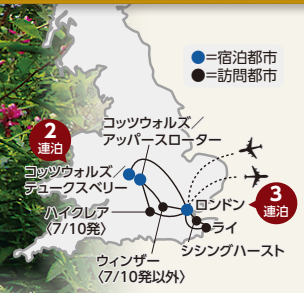 ●=宿泊都市
●=訪問都市
コッツウォルズ／
アッパースローター
2
連泊
コッツウォルズ／
テュークスベリー
ハイクレア
〈7/10発〉
ロンドン
3
連泊
ライ
シシングハースト
ウィンザー
〈7/10発以外〉